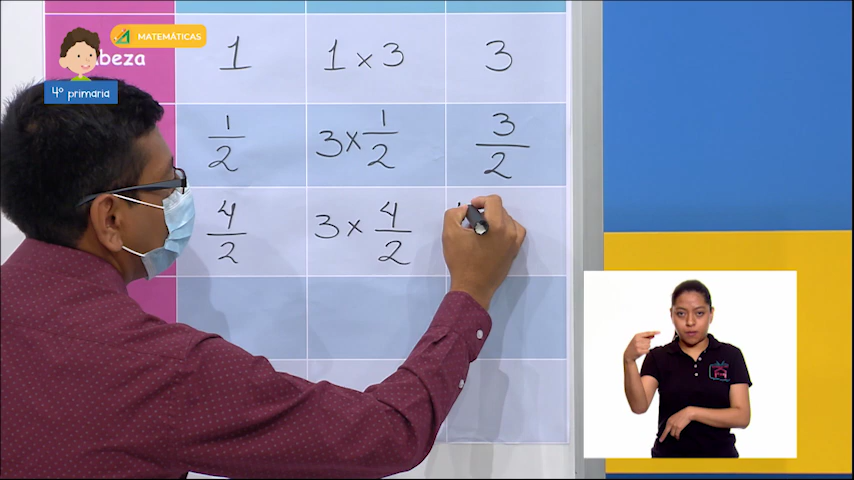 MATEMÁTICAS
beza
4º primaria
1 1 x 3 3
1/2 3 x 1/2 3/2
4/2 3 x 4/2